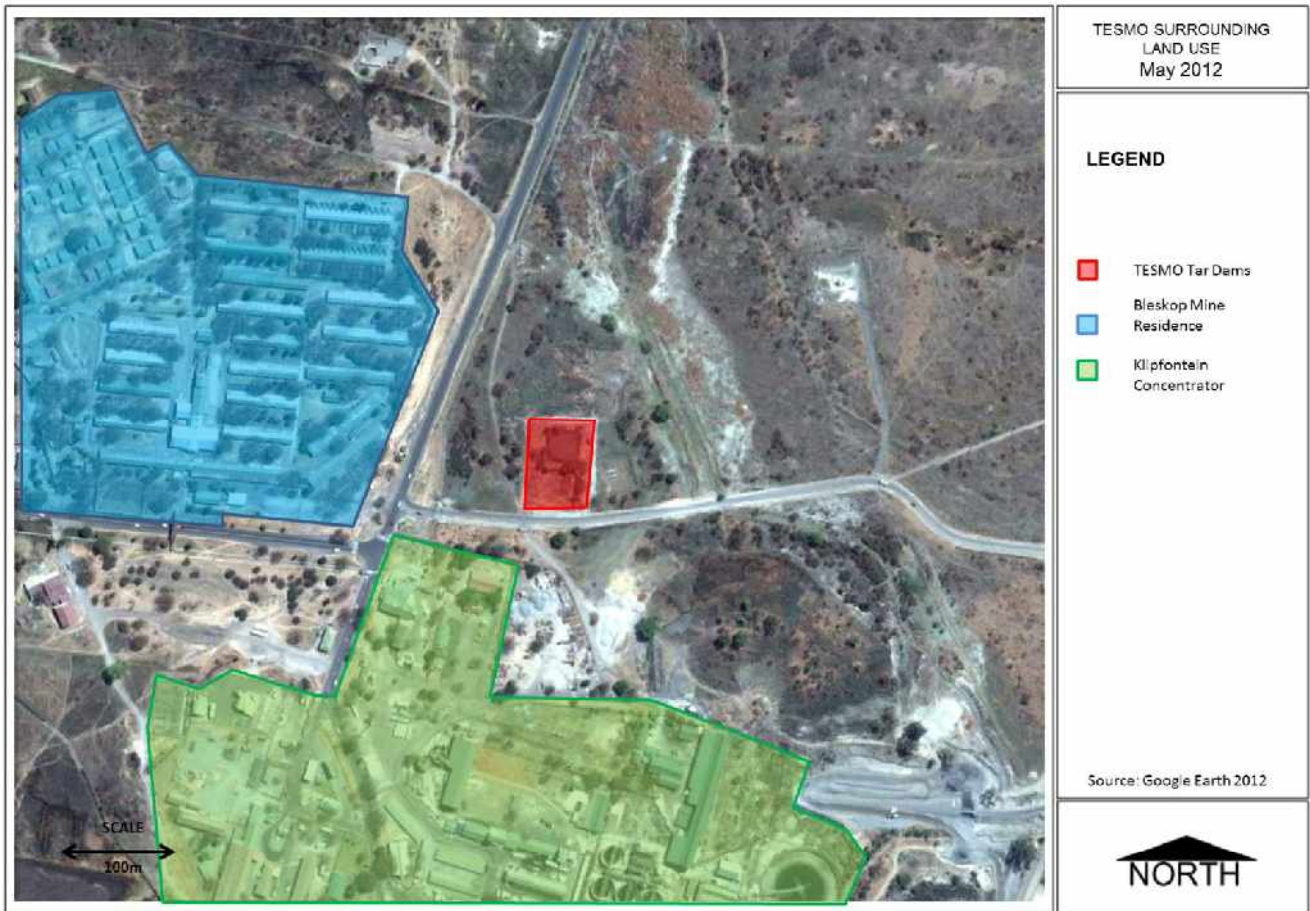 TESMO SURROUNDING
LAND USE
May 2012
LEGEND
TESMO Tar Dams
Bleskop Mine
Residence
Klipfontein
Concentrator
Source: Google Earth 2012
SCALE
100m
NORTH